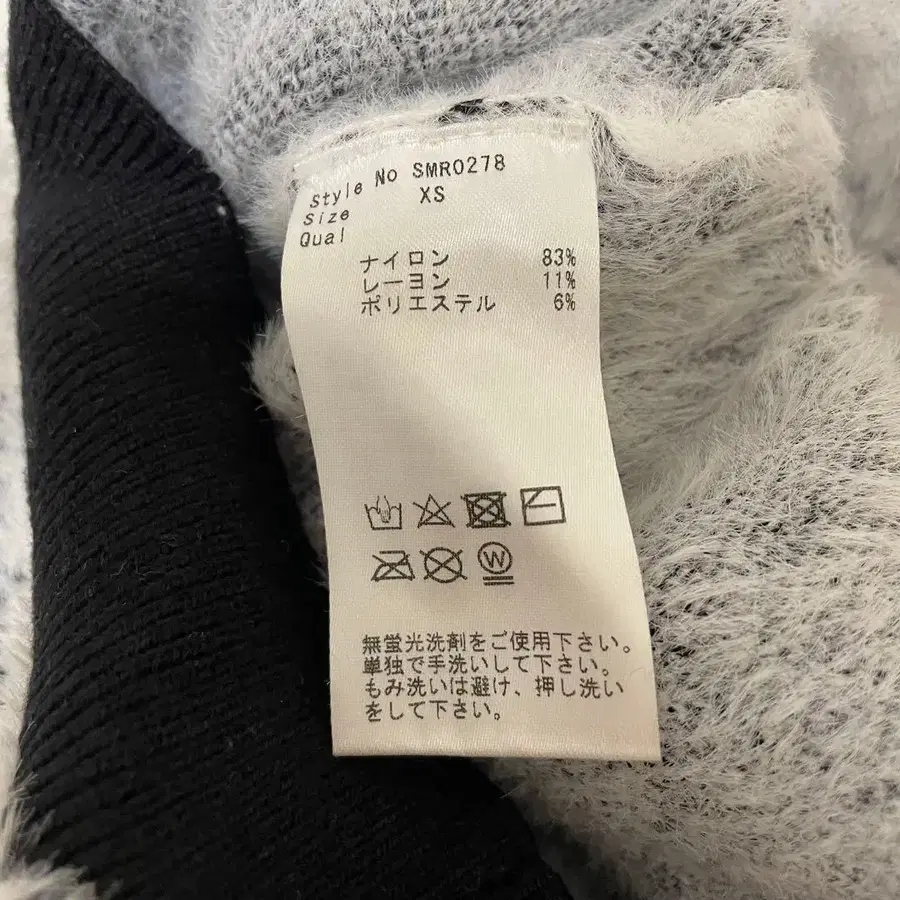 Style No SMR0278
Size XS
Qual
ナイロン 83%
レーヨン 11%
ポリエステル 6%
W
無蛍光洗剤をご使用下さい。
単独で手洗いして下さい。
もみ洗いは避け、押し洗い
をして下さい。